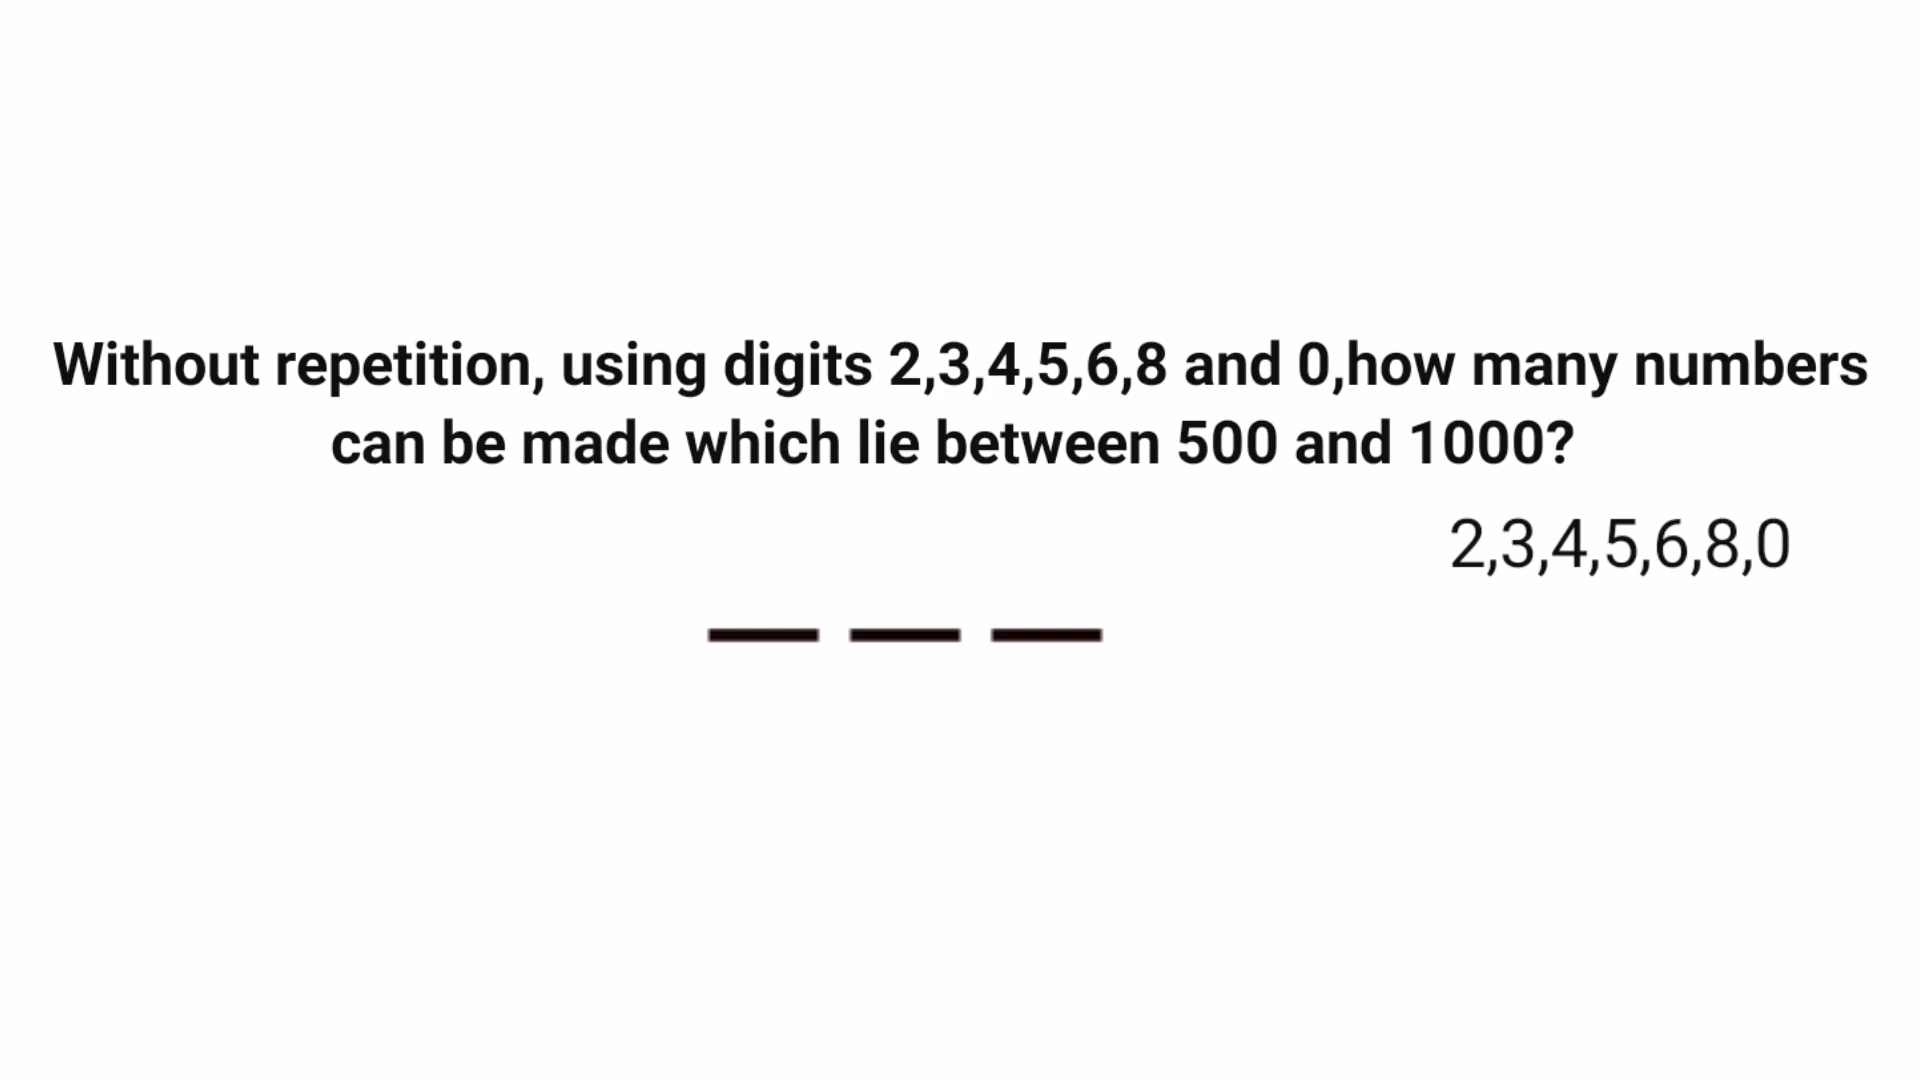 Without repetition, using digits 2,3,4,5,6,8 and 0,how many numbers
can be made which lie between 500 and 1000?
2,3,4,5,6,8,0